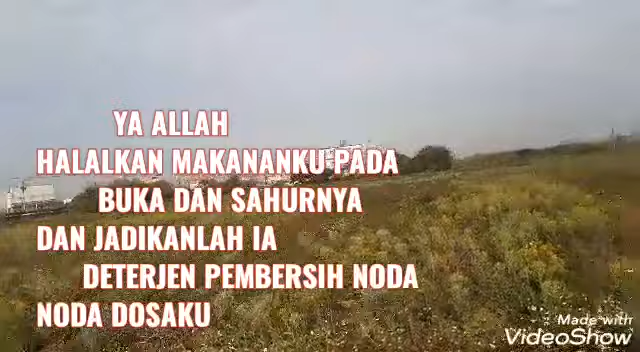 YA ALLAH
HALALKAN MAKANANKU PADA
BUKA DAN SAHURNYA
DAN JADIKANLAH IA
DETERJEN PEMBERSIH NODA
NODA DOSAKU
Made with
VideoShow